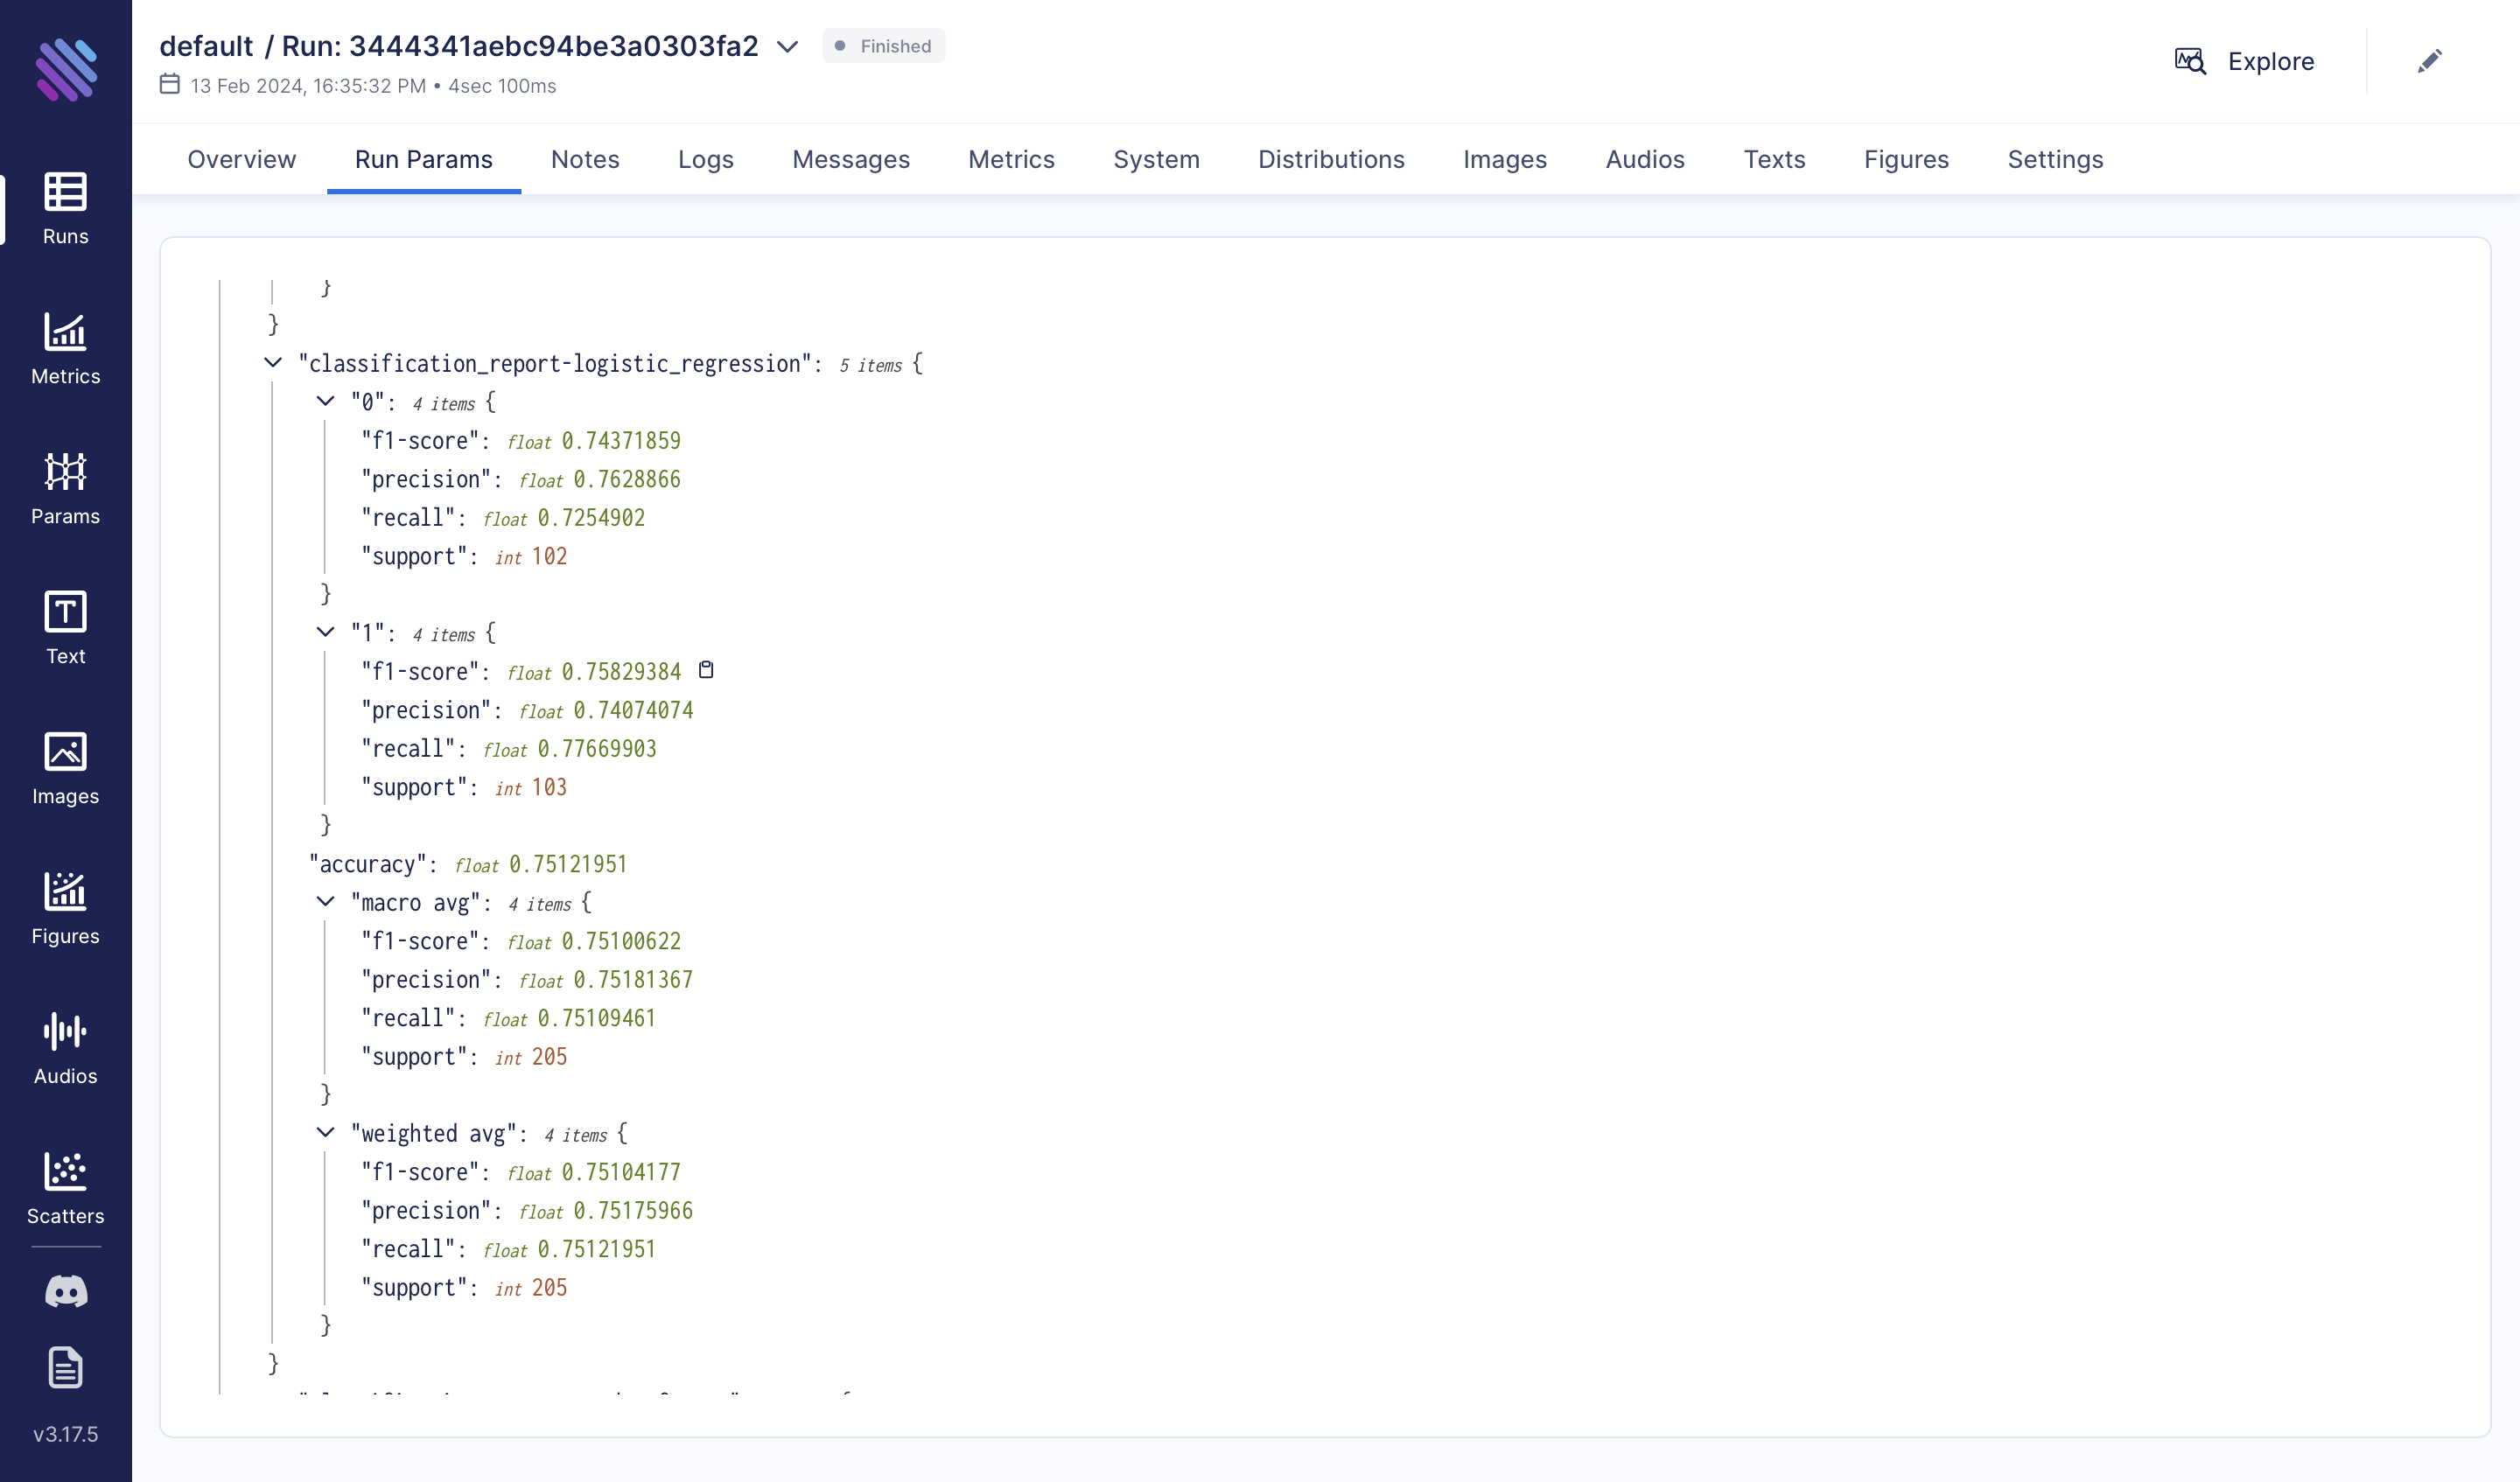 default / Run: 3444341aebc94be3a0303fa2
Finished
13 Feb 2024, 16:35:32 PM • 4sec 100ms
Explore
Overview Run Params Notes Logs Messages Metrics System Distributions Images Audios Texts Figures Settings
Runs
Metrics
Params
Text
Images
Figures
Audios
Scatters
v3.17.5
}
}
"classification_report-logistic_regression": 5 items {
"0": 4 items {
"f1-score": float 0.74371859
"precision": float 0.7628866
"recall": float 0.7254902
"support": int 102
}
"1": 4 items {
"f1-score": float 0.75829384
"precision": float 0.74074074
"recall": float 0.77669903
"support": int 103
}
"accuracy": float 0.75121951
"macro avg": 4 items {
"f1-score": float 0.75100622
"precision": float 0.75181367
"recall": float 0.75109461
"support": int 205
}
"weighted avg": 4 items {
"f1-score": float 0.75104177
"precision": float 0.75175966
"recall": float 0.75121951
"support": int 205
}
}